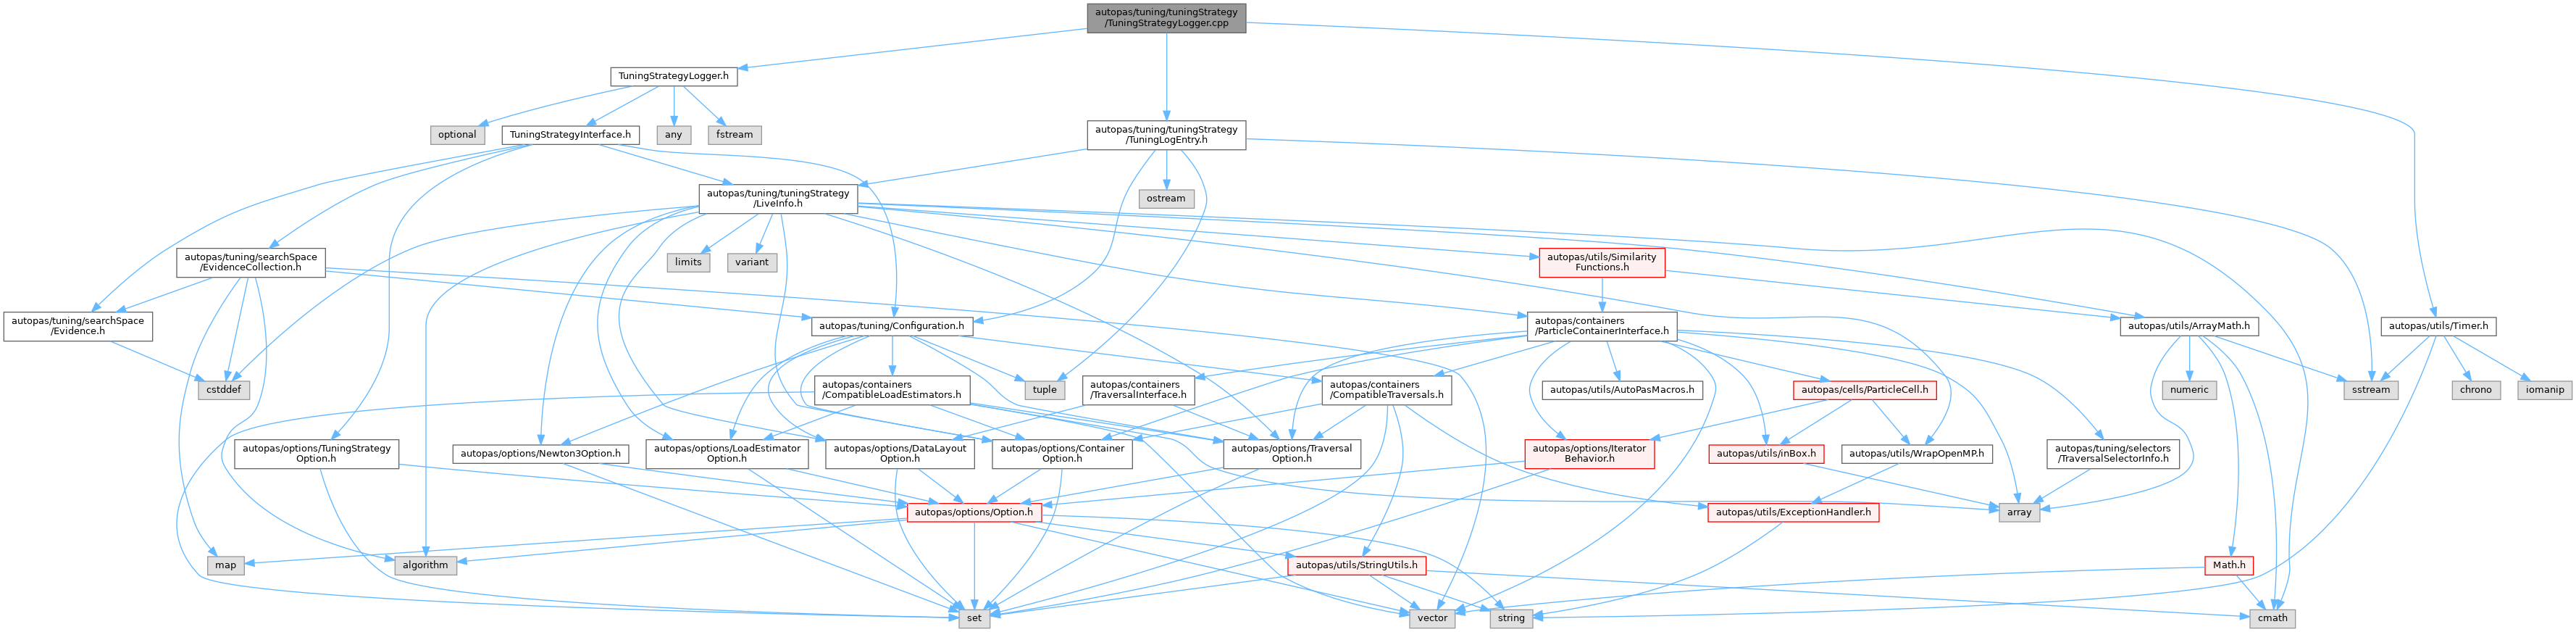 autopas/tuning/tuningStrategy
/TuningStrategyLogger.cpp
TuningStrategyLogger.h
optional
TuningStrategyInterface.h
any
fstream
autopas/tuning/tuningStrategy
/TuningLogEntry.h
autopas/tuning/tuningStrategy
/LiveInfo.h
ostream
autopas/tuning/searchSpace
/EvidenceCollection.h
limits
variant
autopas/utils/Similarity
Functions.h
autopas/tuning/searchSpace
/Evidence.h
autopas/tuning/Configuration.h
autopas/containers
/ParticleContainerInterface.h
autopas/utils/ArrayMath.h
autopas/utils/Timer.h
cstddef
autopas/containers
/CompatibleLoadEstimators.h
tuple
autopas/containers
/TraversalInterface.h
autopas/containers
/CompatibleTraversals.h
autopas/utils/AutoPasMacros.h
autopas/cells/ParticleCell.h
numeric
sstream
chrono
iomanip
autopas/options/TuningStrategy
Option.h
autopas/options/Newton3Option.h
autopas/options/LoadEstimator
Option.h
autopas/options/DataLayout
Option.h
autopas/options/Container
Option.h
autopas/options/Traversal
Option.h
autopas/options/Iterator
Behavior.h
autopas/utils/inBox.h
autopas/utils/WrapOpenMP.h
autopas/tuning/selectors
/TraversalSelectorInfo.h
autopas/options/Option.h
autopas/utils/ExceptionHandler.h
array
map
algorithm
autopas/utils/StringUtils.h
Math.h
set
vector
string
cmath